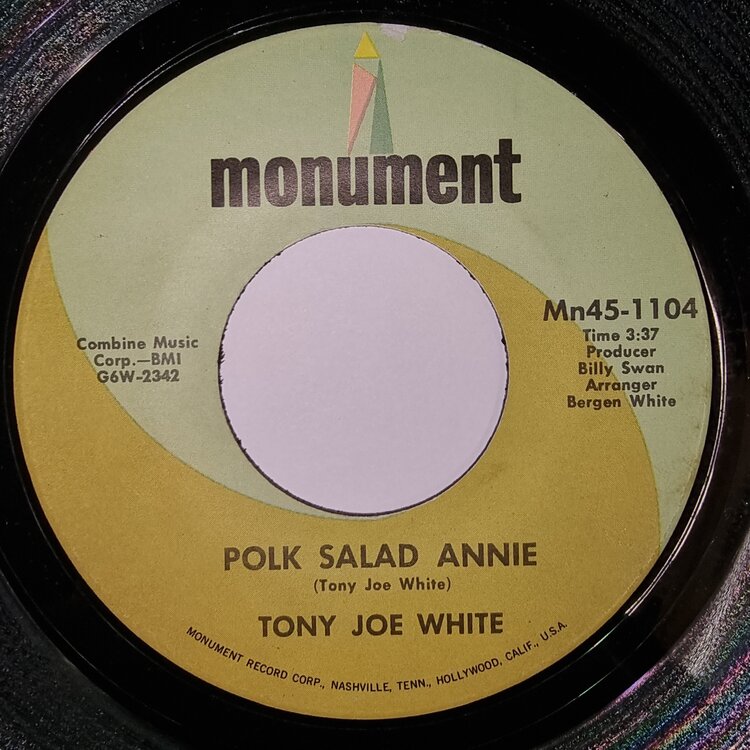 monument
Mn45-1104
Time 3:37
Producer
Billy Swan
Arranger
Bergen White
Combine Music
Corp.—BMI
G6W-2342
POLK SALAD ANNIE
(Tony Joe White)
TONY JOE WHITE
MONUMENT RECORD CORP., NASHVILLE, TENN., HOLLYWOOD, CALIF., U.S.A.